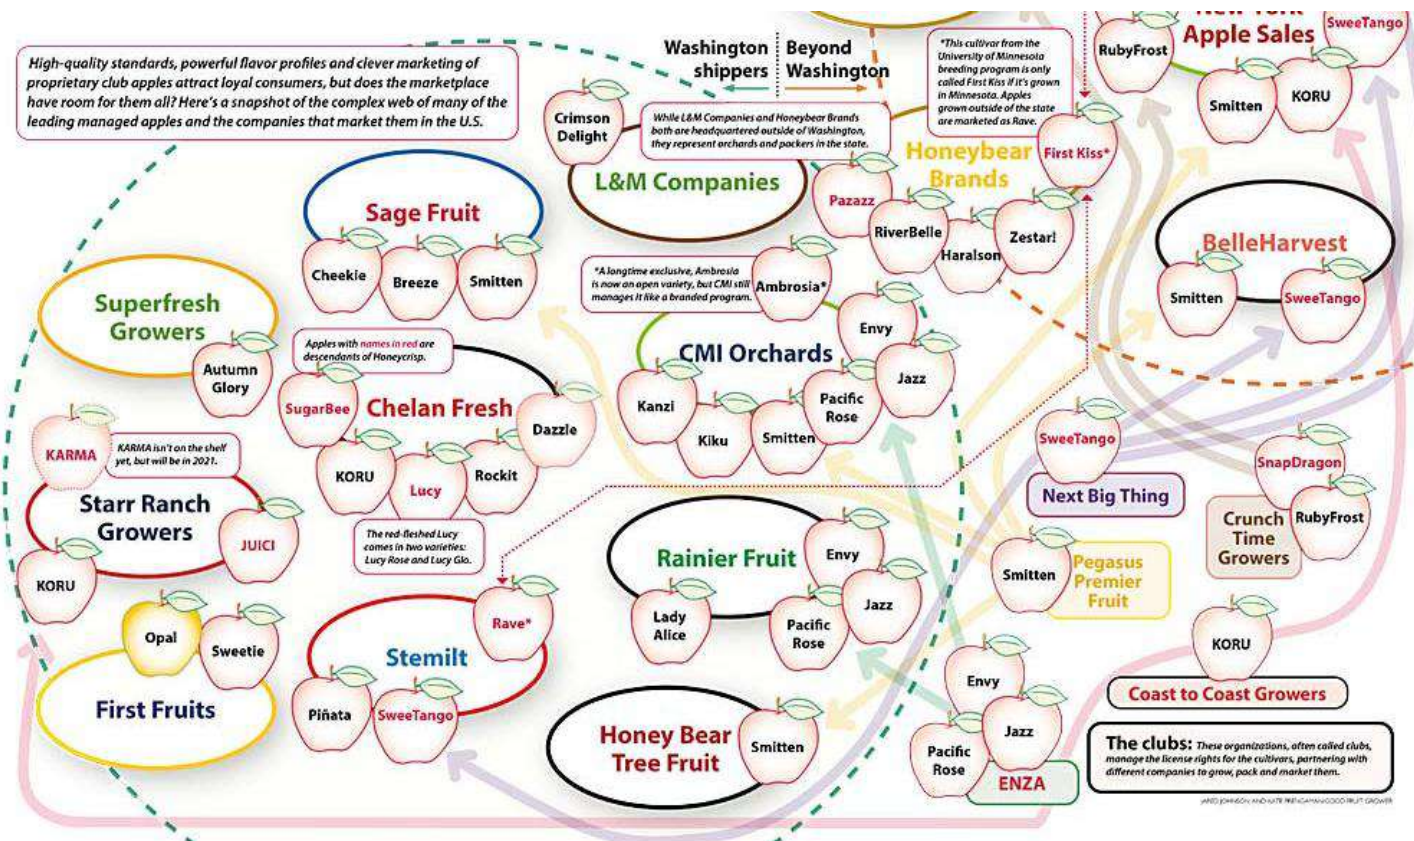 High-quality standards, powerful flavor profiles and clever marketing of
proprietary club apples attract loyal consumers, but does the marketplace
have room for them all? Here's a snapshot of the complex web of many of the
leading managed apples and the companies that market them in the U.S.
Washington
shippers
Beyond
Washington
*This cultivar from the
University of Minnesota
breeding program is only
called First Kiss if it's grown
in Minnesota. Apples
grown outside of the state
are marketed as Rave.
RubyFrost
New York
Apple Sales
SweeTango
Smitten
KORU
Crimson
Delight
While L&M Companies and Honeybear Brands
both are headquartered outside of Washington,
they represent orchards and packers in the state.
L&M Companies
Honeybear
Brands
First Kiss*
Pazazz
RiverBelle
Haralson
Zestar!
Sage Fruit
Cheekie
Breeze
Smitten
BelleHarvest
Smitten
SweeTango
*A longtime exclusive, Ambrosia
is now an open variety, but CMI still
manages it like a branded program.
Ambrosia*
Envy
CMI Orchards
Jazz
Kanzi
Kiku
Smitten
Pacific
Rose
Superfresh
Growers
Autumn
Glory
Apples with names in red are
descendants of Honeycrisp.
SugarBee
Chelan Fresh
Dazzle
KORU
Lucy
Rockit
The red-fleshed Lucy
comes in two varieties:
Lucy Rose and Lucy Glo.
KARMA
KARMA isn't on the shelf
yet, but will be in 2021.
Starr Ranch
Growers
JUICI
KORU
SweeTango
Next Big Thing
SnapDragon
RubyFrost
Crunch
Time
Growers
Rainier Fruit
Envy
Jazz
Lady
Alice
Pacific
Rose
Smitten
Pegasus
Premier
Fruit
Opal
Sweetie
First Fruits
Rave*
Stemilt
Piñata
SweeTango
Honey Bear
Tree Fruit
Smitten
Envy
Jazz
Pacific
Rose
ENZA
KORU
Coast to Coast Growers
The clubs: These organizations, often called clubs,
manage the license rights for the cultivars, partnering with
different companies to grow, pack and market them.
JARED JOHNSON AND KATE PRENGAMAN/GOOD FRUIT GROWER